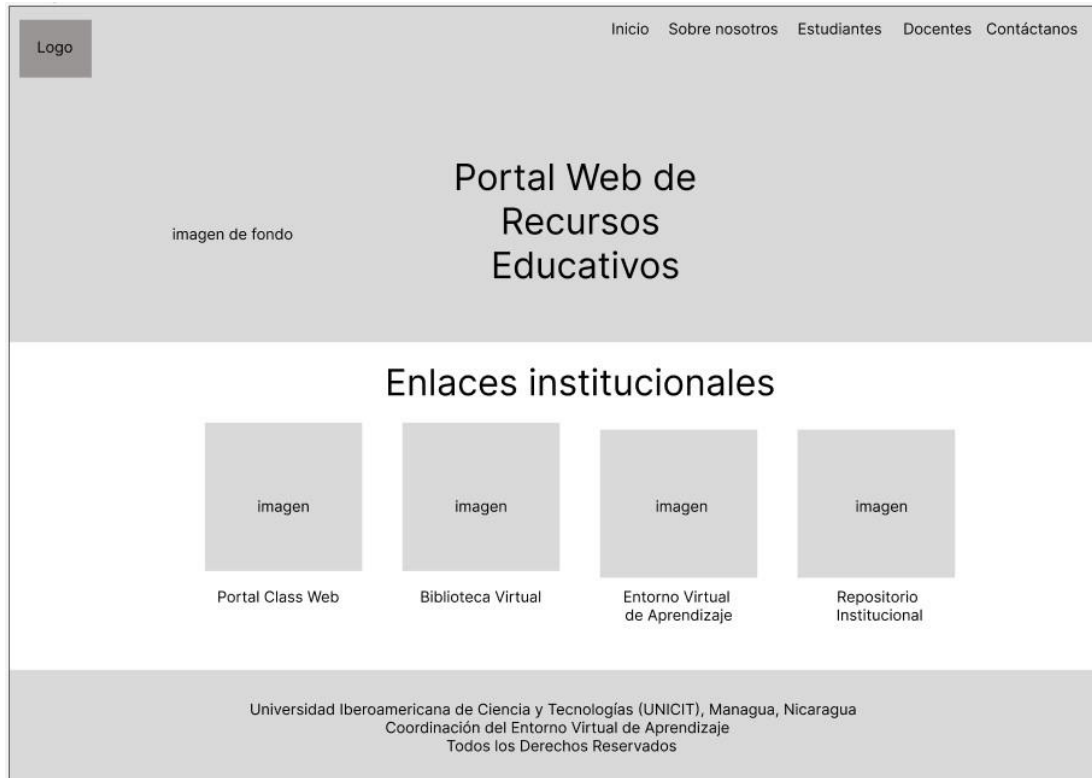 Logo
Inicio Sobre nosotros Estudiantes Docentes Contáctanos
Portal Web de
Recursos
Educativos
imagen de fondo
Enlaces institucionales
imagen imagen imagen imagen
Portal Class Web
Biblioteca Virtual
Entorno Virtual
de Aprendizaje
Repositorio
Institucional
Universidad Iberoamericana de Ciencia y Tecnologías (UNICIT), Managua, Nicaragua
Coordinación del Entorno Virtual de Aprendizaje
Todos los Derechos Reservados